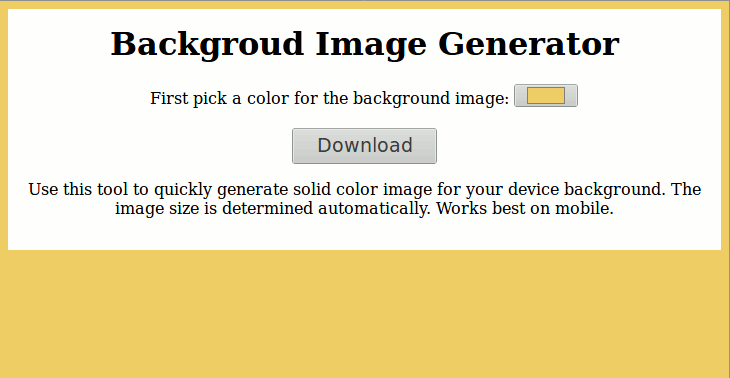 Backgroud Image Generator
First pick a color for the background image:
Download
Use this tool to quickly generate solid color image for your device background. The
image size is determined automatically. Works best on mobile.